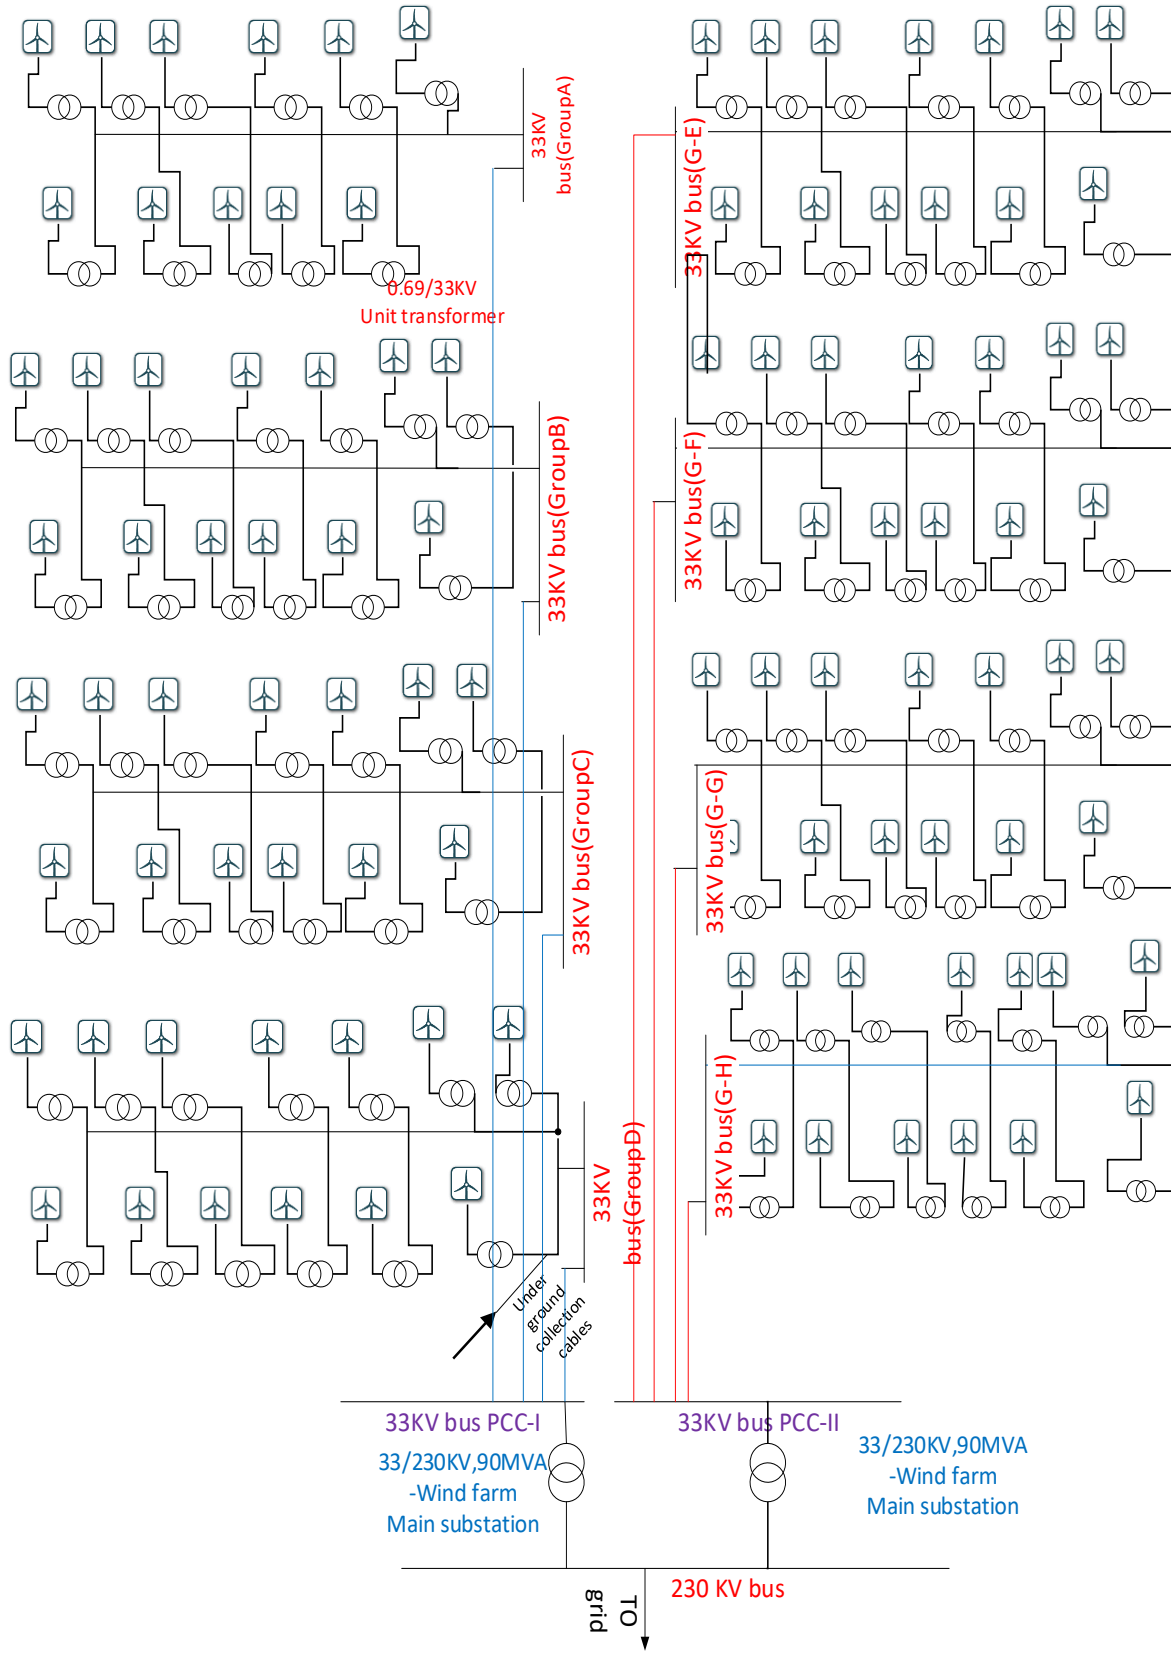 33KV
bus(GroupA)
33KV bus(G-E)
0.69/33KV
Unit transformer
33KV bus(GroupB)
33KV bus(G-F)
33KV bus(GroupC)
33KV bus(G-G)
33KV bus(G-H)
33KV
bus(GroupD)
Under
ground
collection
cables
33KV bus PCC-I
33KV bus PCC-II
33/230KV,90MVA
-Wind farm
Main substation
33/230KV,90MVA
-Wind farm
Main substation
230 KV bus
TO
grid